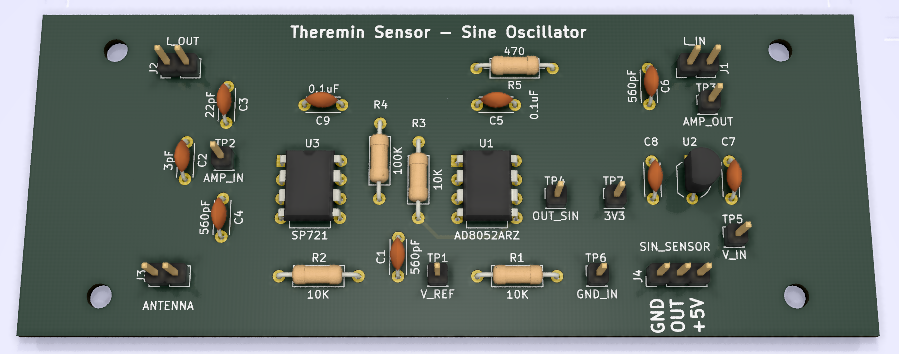 Theremin Sensor – Sine Oscillator
L_OUT
J2
470
R5
L_IN
J1
560pF
C6
TP3
AMP_OUT
22pF
C3
0.1uF
C9
R4
100K
R3
10K
C5
0.1uF
3pF
C2
TP2
AMP_IN
U3
SP721
U1
AD8052ARZ
C8
U2
C7
TP4
OUT_SIN
TP7
3V3
560pF
C4
TP5
V_IN
C1
560pF
SIN_SENSOR
J3
ANTENNA
R2
10K
TP1
V_REF
R1
10K
TP6
GND_IN
J4
GND
OUT
+5V